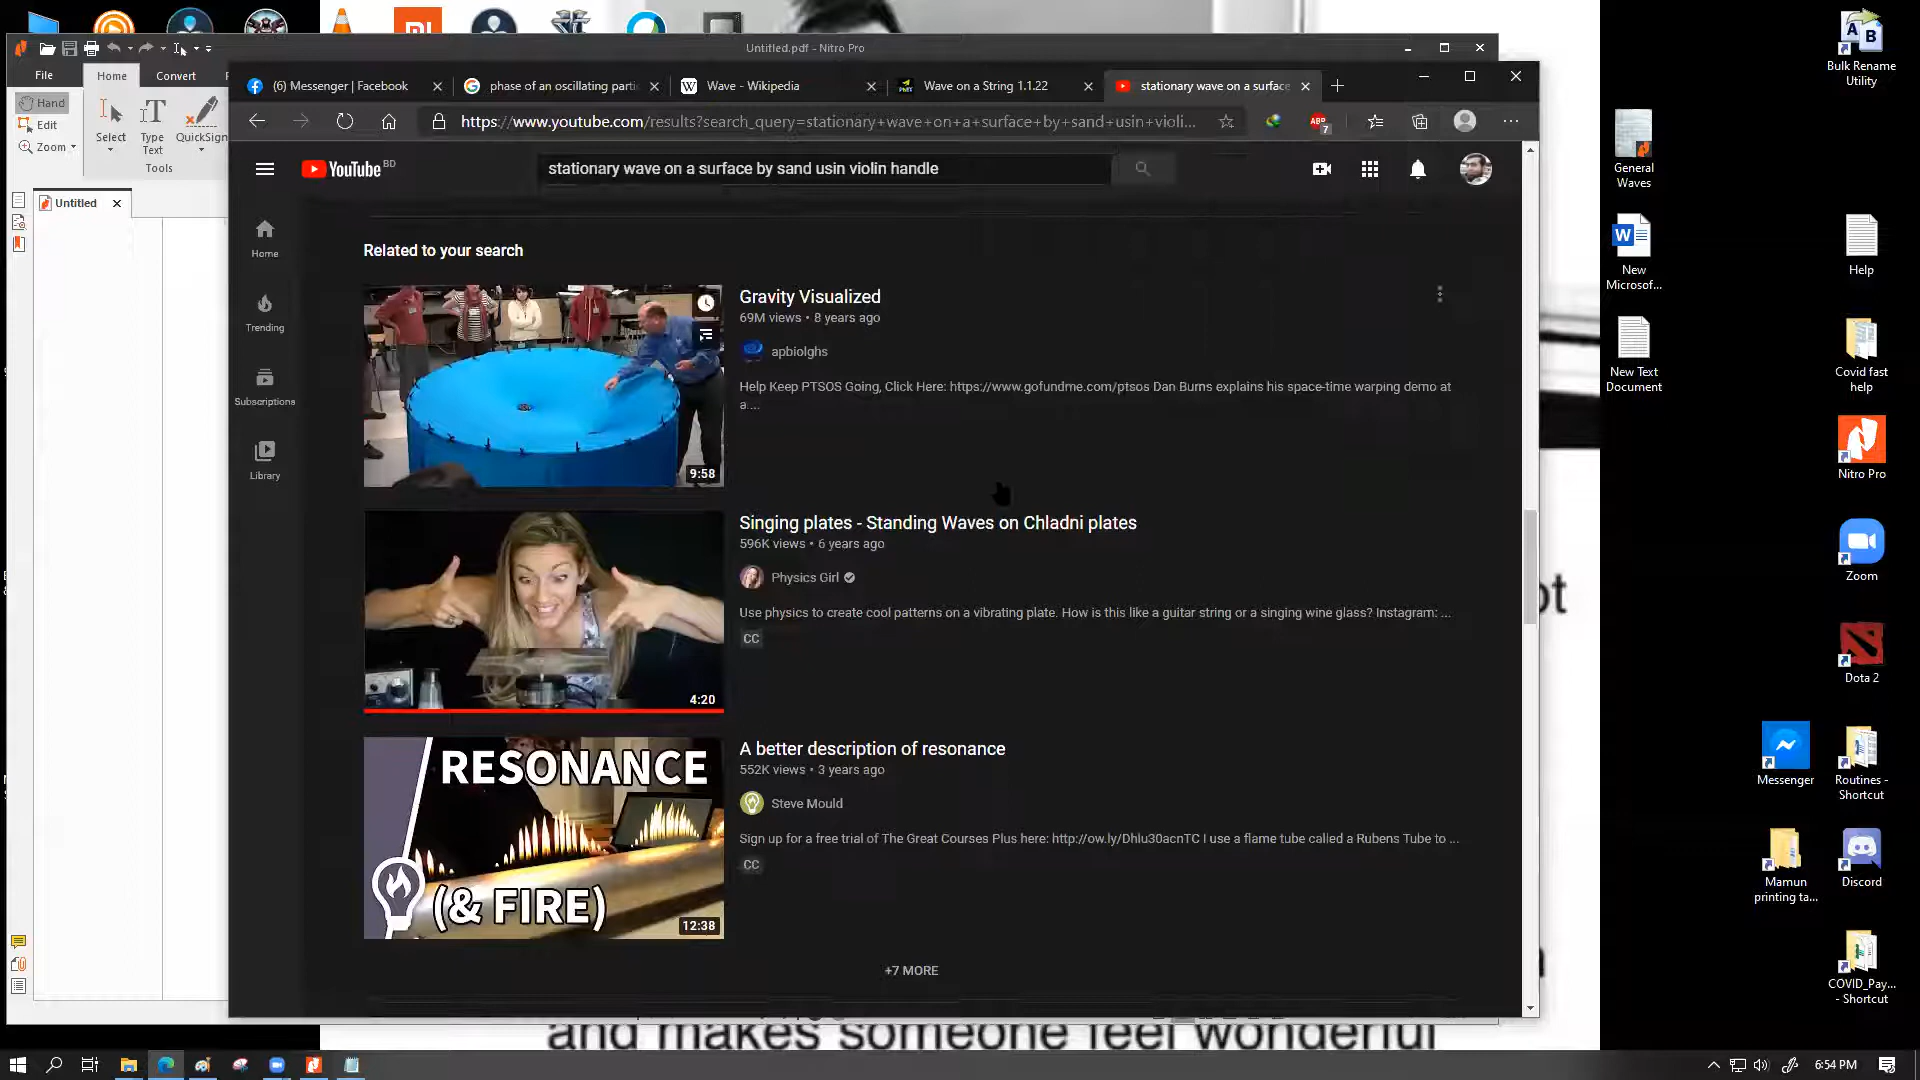 Untitled.pdf - Nitro Pro
File
Home
Convert
Hand
Edit
Zoom
Select
Type
Text
QuickSign
Tools
Untitled
(6) Messenger | Facebook
phase of an oscillating partic
Wave - Wikipedia
Wave on a String 1.1.22
stationary wave on a surface
https://www.youtube.com/results?search_query=stationary+wave+on+a+surface+by+sand+usin+violi...
ABP
7
YouTube BD
stationary wave on a surface by sand usin violin handle
Home
Trending
Subscriptions
Library
Related to your search
Gravity Visualized
69M views • 8 years ago
apbiolghs
Help Keep PTSOS Going, Click Here: https://www.gofundme.com/ptsos Dan Burns explains his space-time warping demo at
a...
9:58
Singing plates - Standing Waves on Chladni plates
596K views • 6 years ago
Physics Girl
Use physics to create cool patterns on a vibrating plate. How is this like a guitar string or a singing wine glass? Instagram: ...
CC
4:20
RESONANCE
(& FIRE)
12:38
A better description of resonance
552K views • 3 years ago
Steve Mould
Sign up for a free trial of The Great Courses Plus here: http://ow.ly/Dhlu30acnTC I use a flame tube called a Rubens Tube to ...
CC
+7 MORE
and makes someone feel wonderful
Bulk Rename
Utility
General
Waves
New
Microsof...
Help
New Text
Document
Covid fast
help
Nitro Pro
Zoom
Dota 2
Messenger
Routines -
Shortcut
Mamun
printing ta...
Discord
COVID_Pay...
- Shortcut
6:54 PM